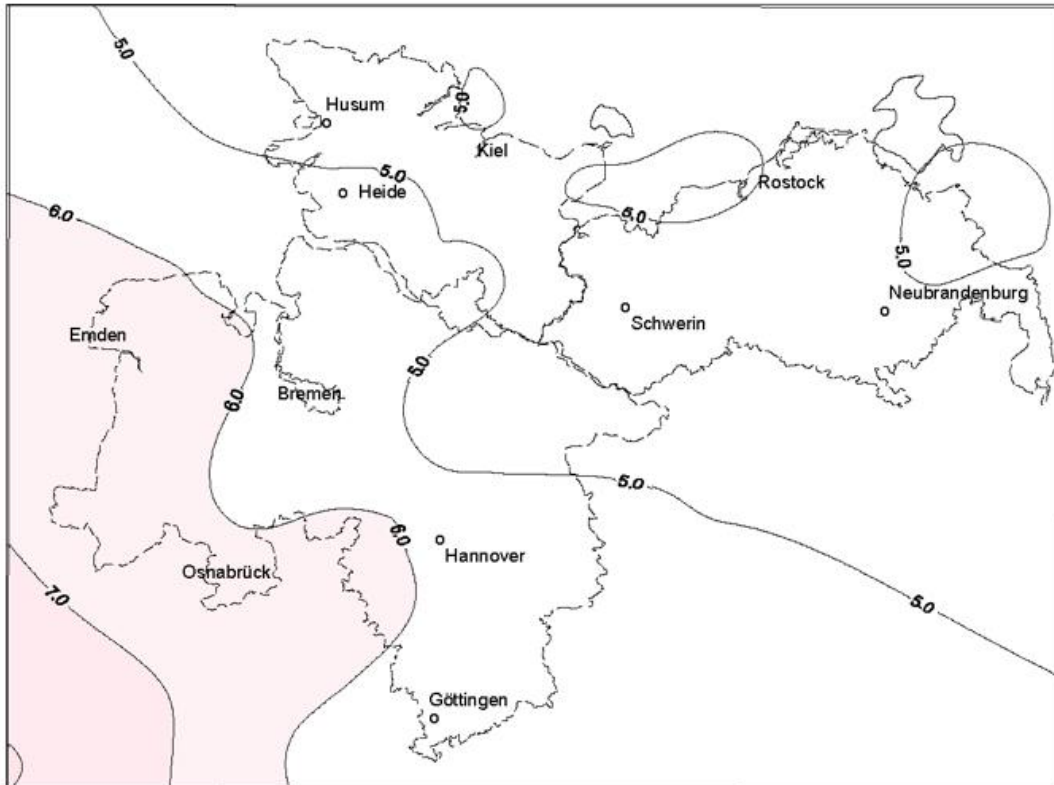 5.0
5.0
Husum
Kiel
5.0
Heide
Rostock
6.0
5.0
5.0
Neubrandenburg
Schwerin
Emden
5.0
Bremen
6.0
5.0
6.0
Hannover
Osnabrück
7.0
5.0
Göttingen